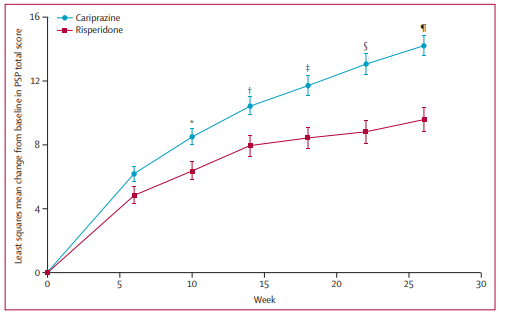 16
Cariprazine
Risperidone
¶
§
‡
12
†
*
8
4
0
Least squares mean change from baseline in PSP total score
0 5 10 15 20 25 30
Week